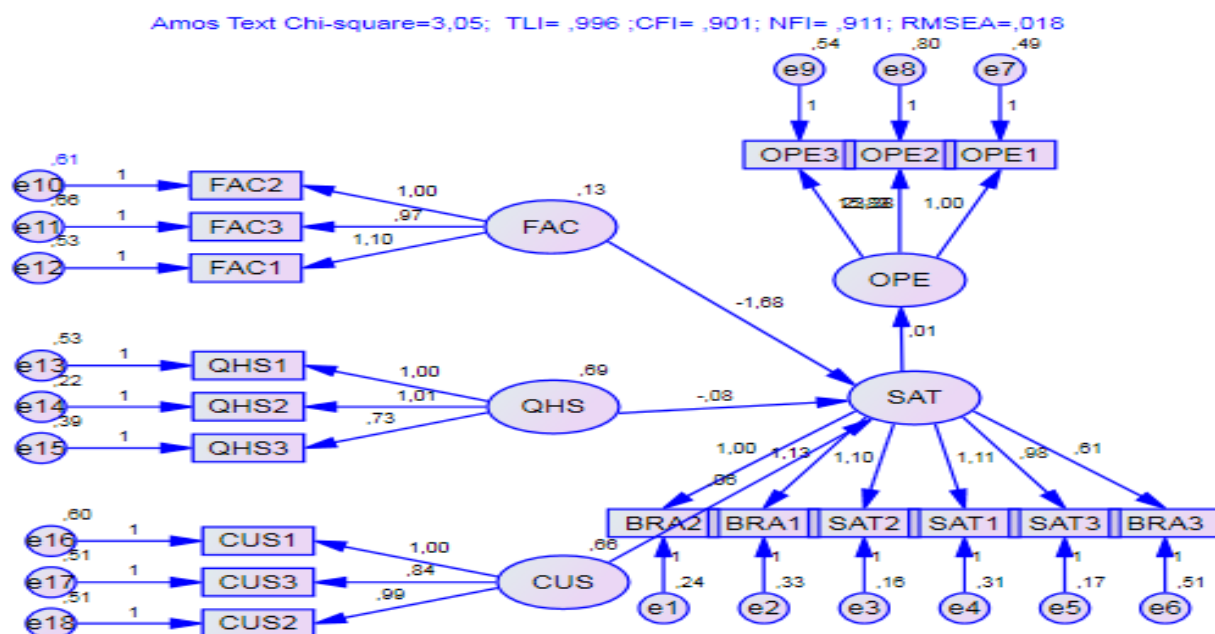 Amos Text Chi-square=3,05; TLI= ,996 ;CFI= ,901; NFI= ,911; RMSEA=,018
,54 ,80 ,49
e9 e8 e7
1 1 1
OPE3 OPE2 OPE1
,61
e10 1 FAC2 1,00 ,13
,66
e11 1 FAC3 ,97 FAC
,53
e12 1 FAC1 1,10
1,00
OPE
-1,68
,01
,53
e13 1 QHS1 1,00 ,69
,22
e14 1 QHS2 1,01 QHS -,08 SAT
,39
e15 1 QHS3 ,73
1,00 1,13 1,10 1,11 ,98 ,61
BRA2 BRA1 SAT2 SAT1 SAT3 BRA3
1 1 1 1 1 1
,24 ,33 ,16 ,31 ,17 ,51
e1 e2 e3 e4 e5 e6
,60
e16 1 CUS1 1,00 ,66
,51
e17 1 CUS3 ,84 CUS
,51
e18 1 CUS2 ,99